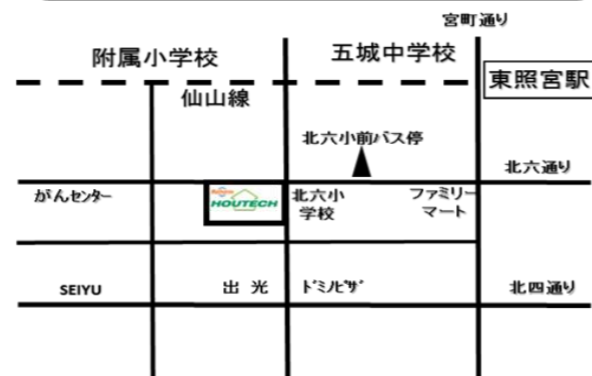 宮町通り
附属小学校
五城中学校
東照宮駅
仙山線
北六小前バス停
北六通り
がんセンター
HOUTECH
北六小
学校
ファミリー
マート
SEIYU
出 光
ドミノピザ
北四通り